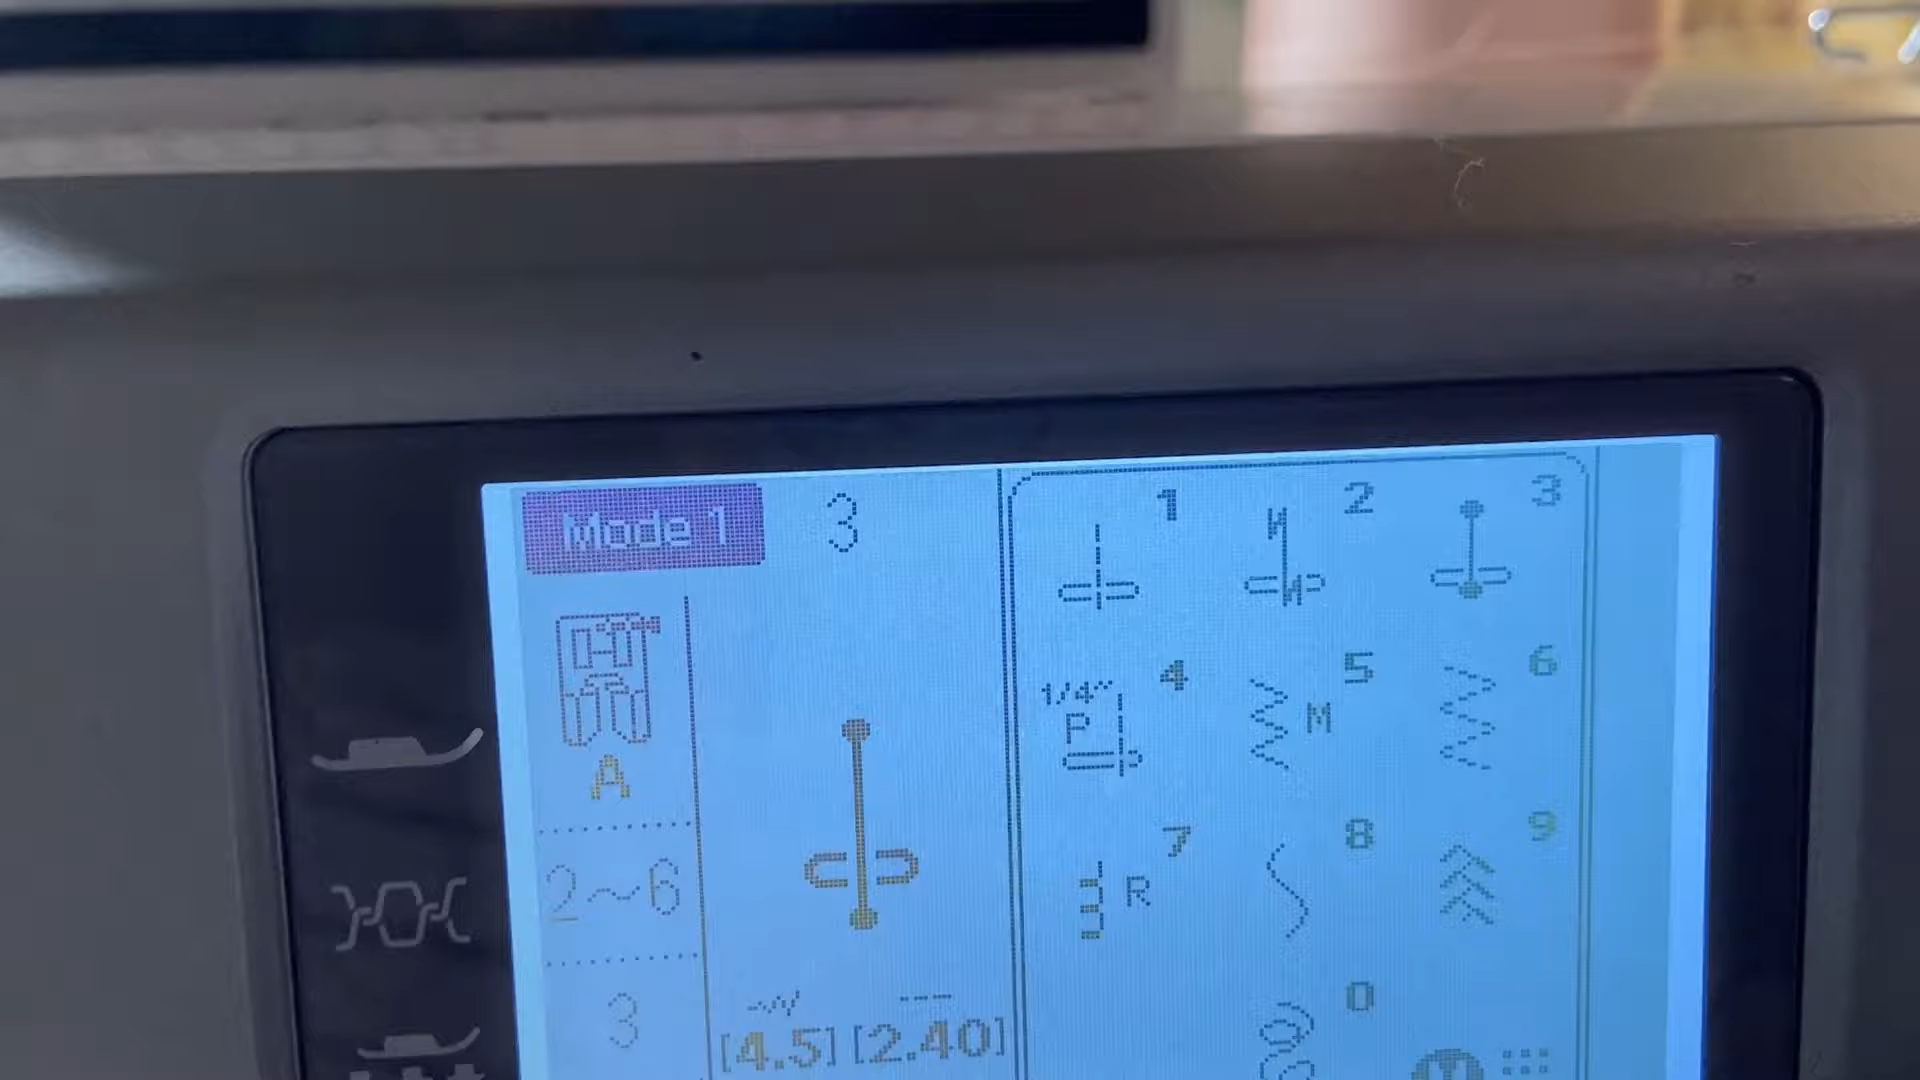 Mode 1 3
1 2 3
1/4" P 4 5 M 6
A
7 R 8 9
2~6
3 0
[4.5] [2.40]